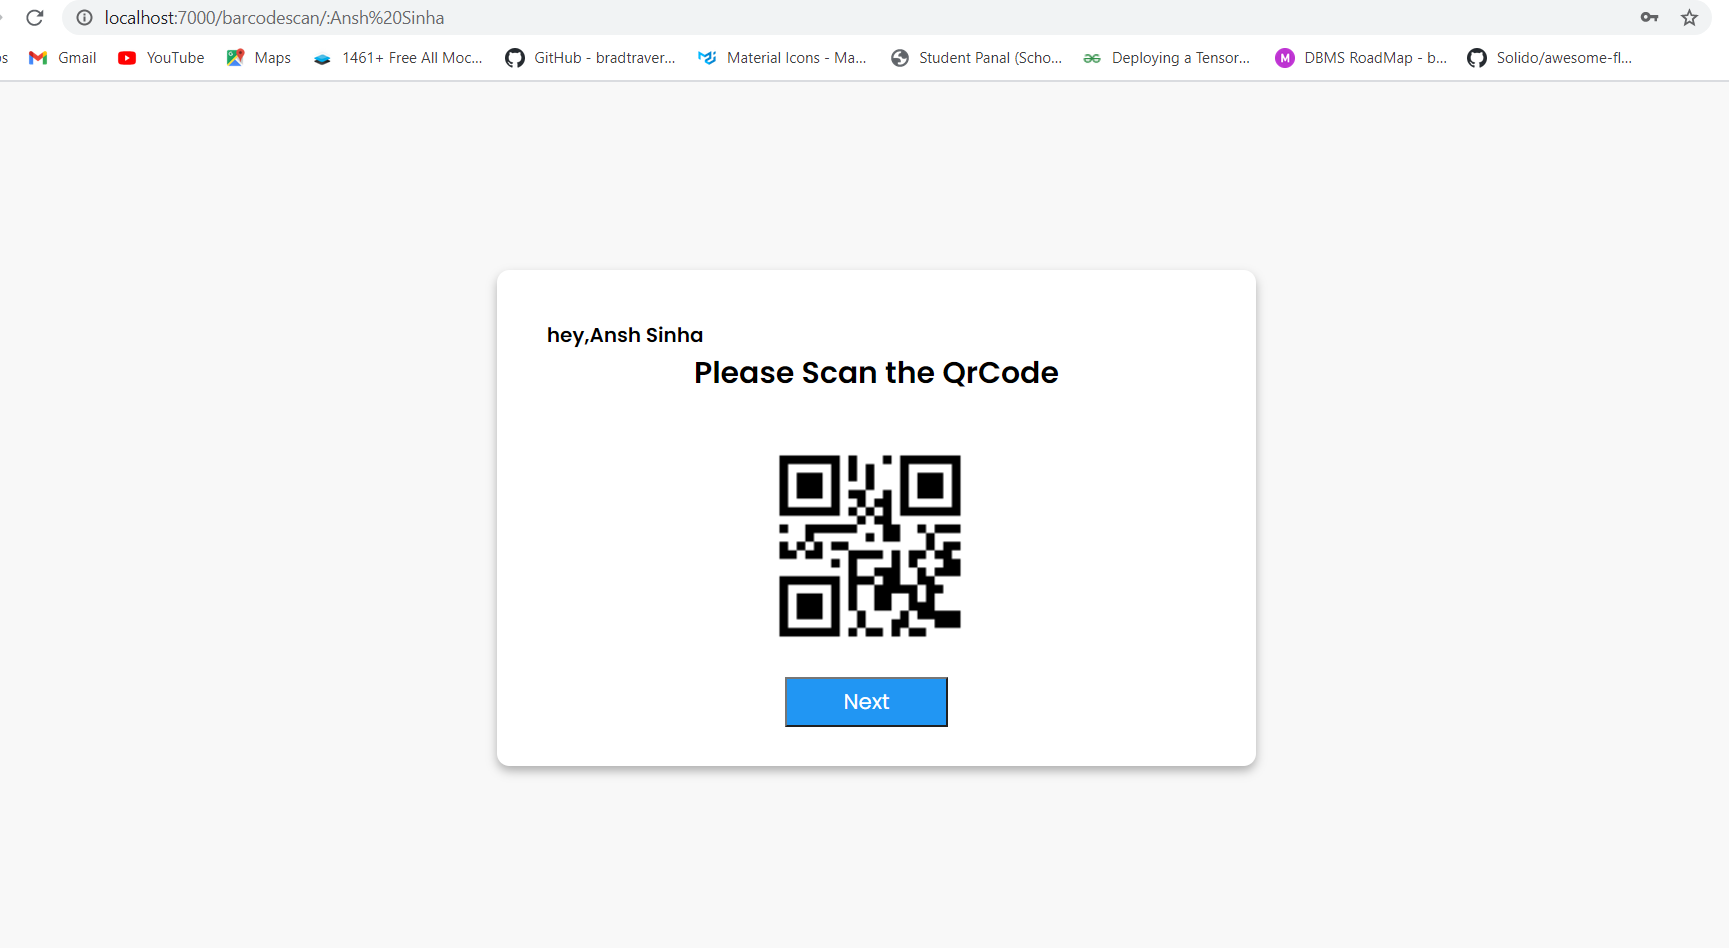 localhost:7000/barcodescan/:Ansh%20Sinha
s Gmail YouTube Maps 1461+ Free All Moc... GitHub - bradtraver... Material Icons - Ma... Student Panal (Scho... Deploying a Tensor... M DBMS RoadMap - b... Solido/awesome-fl...
hey,Ansh Sinha
Please Scan the QrCode
Next